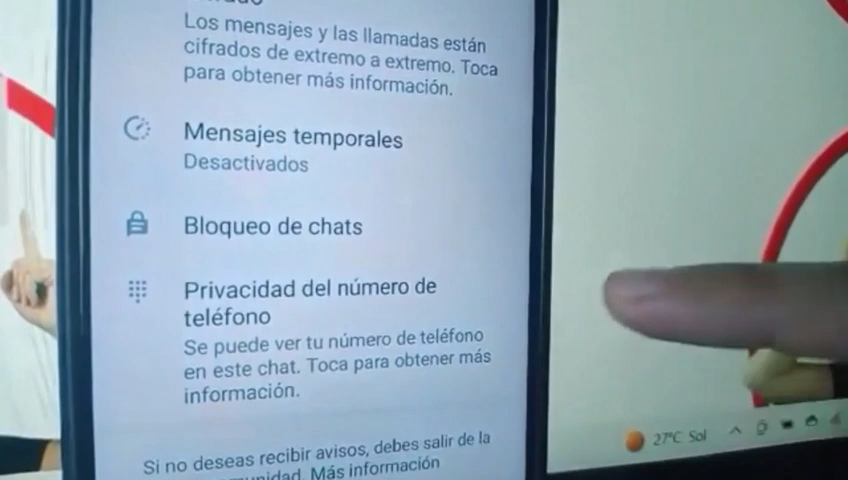 Los mensajes y las llamadas están
cifrados de extremo a extremo. Toca
para obtener más información.
Mensajes temporales
Desactivados
Bloqueo de chats
Privacidad del número de
teléfono
Se puede ver tu número de teléfono
en este chat. Toca para obtener más
información.
Si no deseas recibir avisos, debes salir de la
Más información
27°C Sol